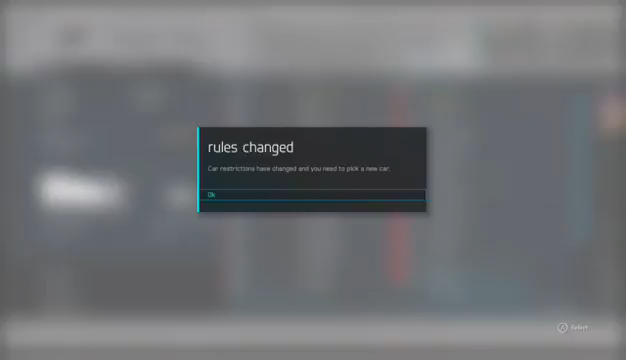 rules changed
Car restrictions have changed and you need to pick a new car.
Ok
A Select